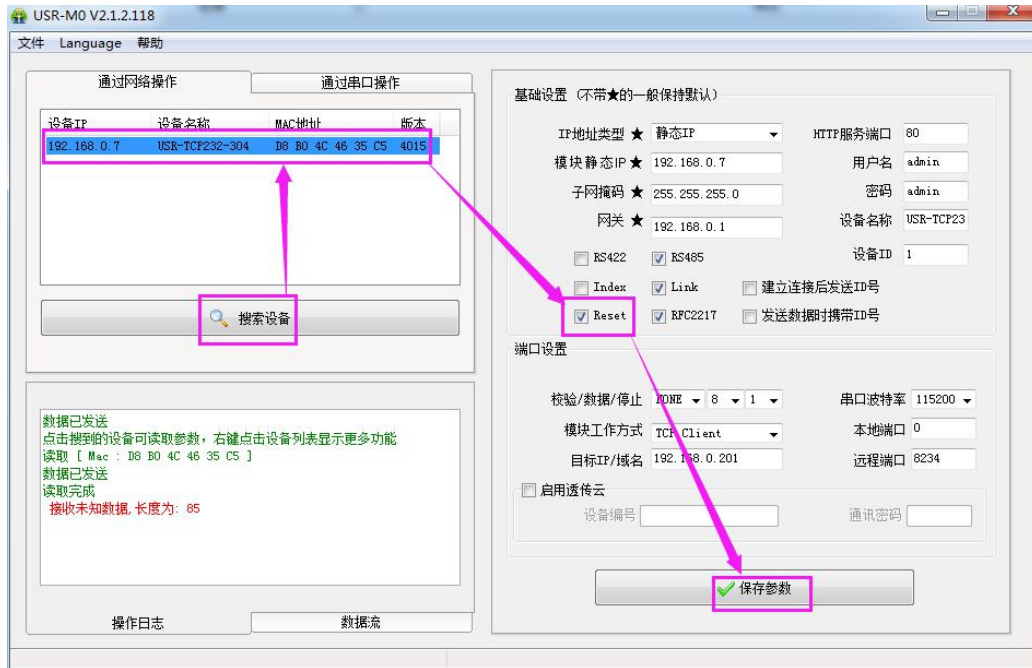 USR-M0 V2.1.2.118
文件 Language 帮助
通过网络操作 通过串口操作
设备IP 设备名称 MAC地址 版本
192.168.0.7 USR-TCP232-304 D8 B0 4C 46 35 C5 4015
搜索设备
数据已发送
点击搜到的设备可读取参数，右键点击设备列表显示更多功能
读取 [ Mac : D8 B0 4C 46 35 C5 ]
数据已发送
读取完成
接收未知数据,长度为: 85
操作日志 数据流
基础设置 (不带★的一般保持默认)
IP地址类型 ★ 静态IP HTTP服务端口 80
模块静态IP★ 192.168.0.7 用户名 admin
子网掩码 ★ 255.255.255.0 密码 admin
网关 ★ 192.168.0.1 设备名称 USR-TCP23
RS422 RS485 设备ID 1
Index Link 建立连接后发送ID号
Reset RFC2217 发送数据时携带ID号
端口设置
校验/数据/停止 NONE 8 1 串口波特率 115200
模块工作方式 TCP Client 本地端口 0
目标IP/域名 192.168.0.201 远程端口 8234
启用透传云
设备编号 通讯密码
保存参数